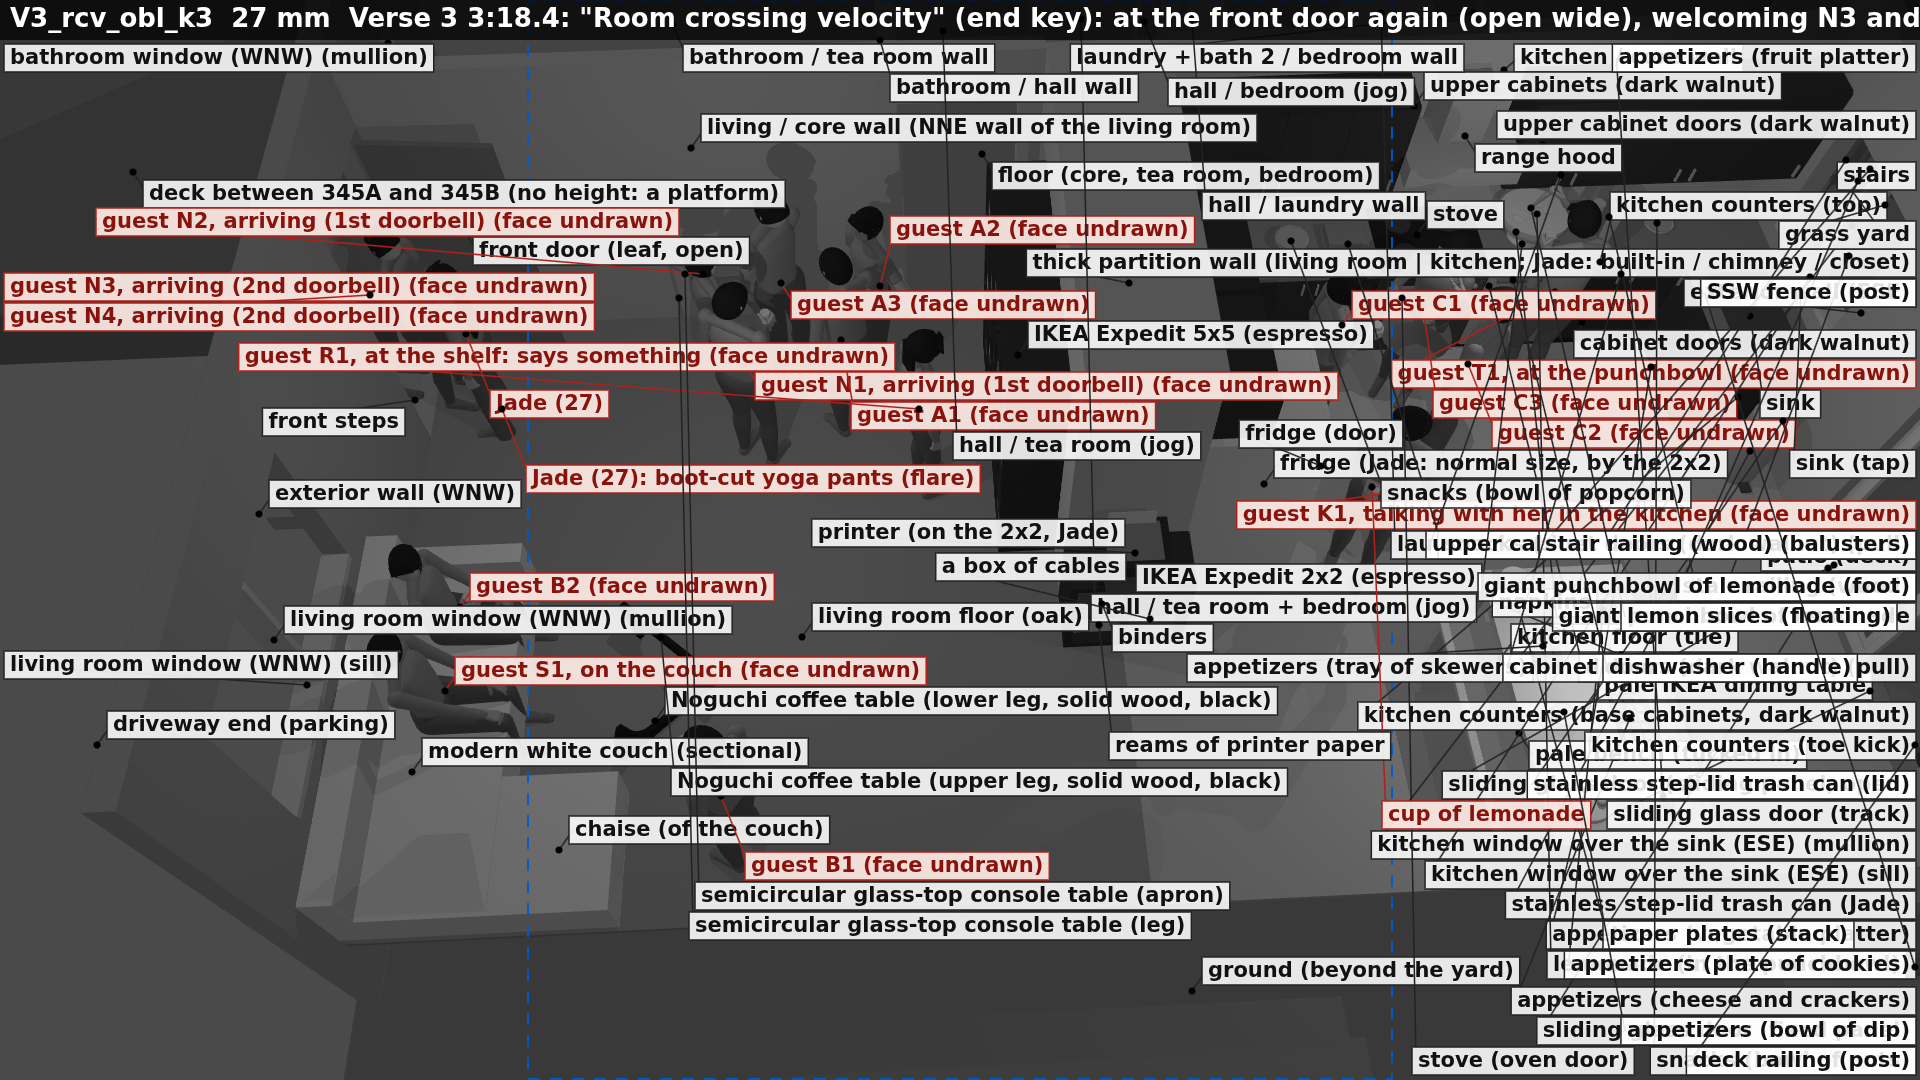 V3_rcv_obl_k3 27 mm Verse 3 3:18.4: "Room crossing velocity" (end key): at the front door again (open wide), welcoming N3 and
bathroom window (WNW) (mullion)
bathroom / tea room wall
laundry + bath 2 / bedroom wall
kitchen
appetizers (fruit platter)
bathroom / hall wall
hall / bedroom (jog)
upper cabinets (dark walnut)
living / core wall (NNE wall of the living room)
upper cabinet doors (dark walnut)
range hood
floor (core, tea room, bedroom)
stairs
deck between 345A and 345B (no height: a platform)
hall / laundry wall
stove
kitchen counters (top)
guest N2, arriving (1st doorbell) (face undrawn)
guest A2 (face undrawn)
grass yard
front door (leaf, open)
thick partition wall (living room | kitchen; Jade: built-in / chimney / closet)
guest N3, arriving (2nd doorbell) (face undrawn)
SSW fence (post)
guest A3 (face undrawn)
guest C1 (face undrawn)
guest N4, arriving (2nd doorbell) (face undrawn)
IKEA Expedit 5x5 (espresso)
cabinet doors (dark walnut)
guest R1, at the shelf: says something (face undrawn)
guest T1, at the punchbowl (face undrawn)
guest N1, arriving (1st doorbell) (face undrawn)
Jade (27)
guest C3 (face undrawn)
sink
front steps
guest A1 (face undrawn)
fridge (door)
guest C2 (face undrawn)
hall / tea room (jog)
fridge (Jade: normal size, by the 2x2)
sink (tap)
Jade (27): boot-cut yoga pants (flare)
exterior wall (WNW)
snacks (bowl of popcorn)
guest K1, talking with her in the kitchen (face undrawn)
printer (on the 2x2, Jade)
upper ca
stair railing (wood) (balusters)
a box of cables
IKEA Expedit 2x2 (espresso)
giant punchbowl of lemonade (foot)
guest B2 (face undrawn)
hall / tea room + bedroom (jog)
napkins
living room window (WNW) (mullion)
living room floor (oak)
giant
lemon slices (floating)
binders
kitchen floor (tile)
living room window (WNW) (sill)
guest S1, on the couch (face undrawn)
appetizers (tray of skewer
cabinet
dishwasher (handle)
pull)
pale IKEA dining table
Noguchi coffee table (lower leg, solid wood, black)
kitchen counters (base cabinets, dark walnut)
driveway end (parking)
modern white couch (sectional)
reams of printer paper
pale
kitchen counters (toe kick)
Noguchi coffee table (upper leg, solid wood, black)
sliding
stainless step-lid trash can (lid)
cup of lemonade
sliding glass door (track)
chaise (of the couch)
kitchen window over the sink (ESE) (mullion)
guest B1 (face undrawn)
kitchen window over the sink (ESE) (sill)
semicircular glass-top console table (apron)
stainless step-lid trash can (Jade)
semicircular glass-top console table (leg)
paper plates (stack)
tter)
appetizers (plate of cookies)
ground (beyond the yard)
appetizers (cheese and crackers)
sliding
appetizers (bowl of dip)
stove (oven door)
deck railing (post)